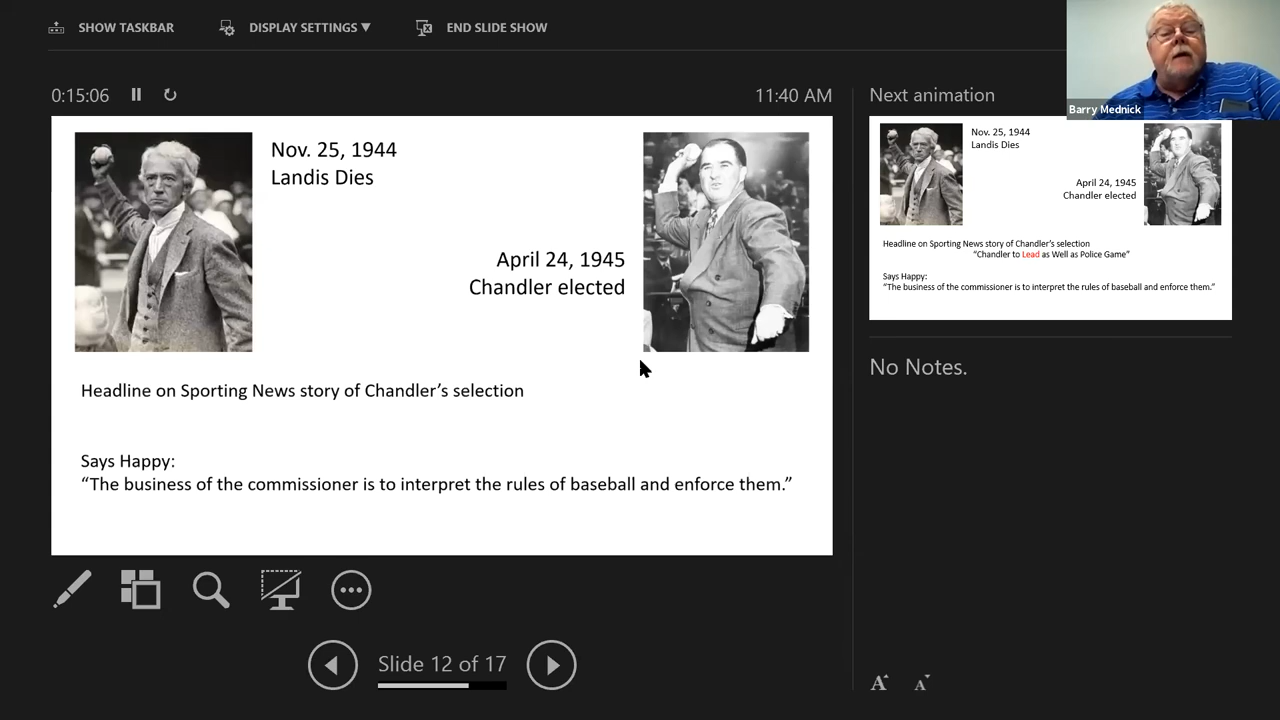 SHOW TASKBAR
DISPLAY SETTINGS ▼
END SLIDE SHOW
0:15:06
11:40 AM
Nov. 25, 1944
Landis Dies
April 24, 1945
Chandler elected
Headline on Sporting News story of Chandler’s selection
Says Happy:
“The business of the commissioner is to interpret the rules of baseball and enforce them.”
Slide 12 of 17
Barry Mednick
Next animation
Nov. 25, 1944
Landis Dies
April 24, 1945
Chandler elected
Headline on Sporting News story of Chandler’s selection
“Chandler to Lead as Well as Police Game”
Says Happy:
“The business of the commissioner is to interpret the rules of baseball and enforce them.”
No Notes.
A A